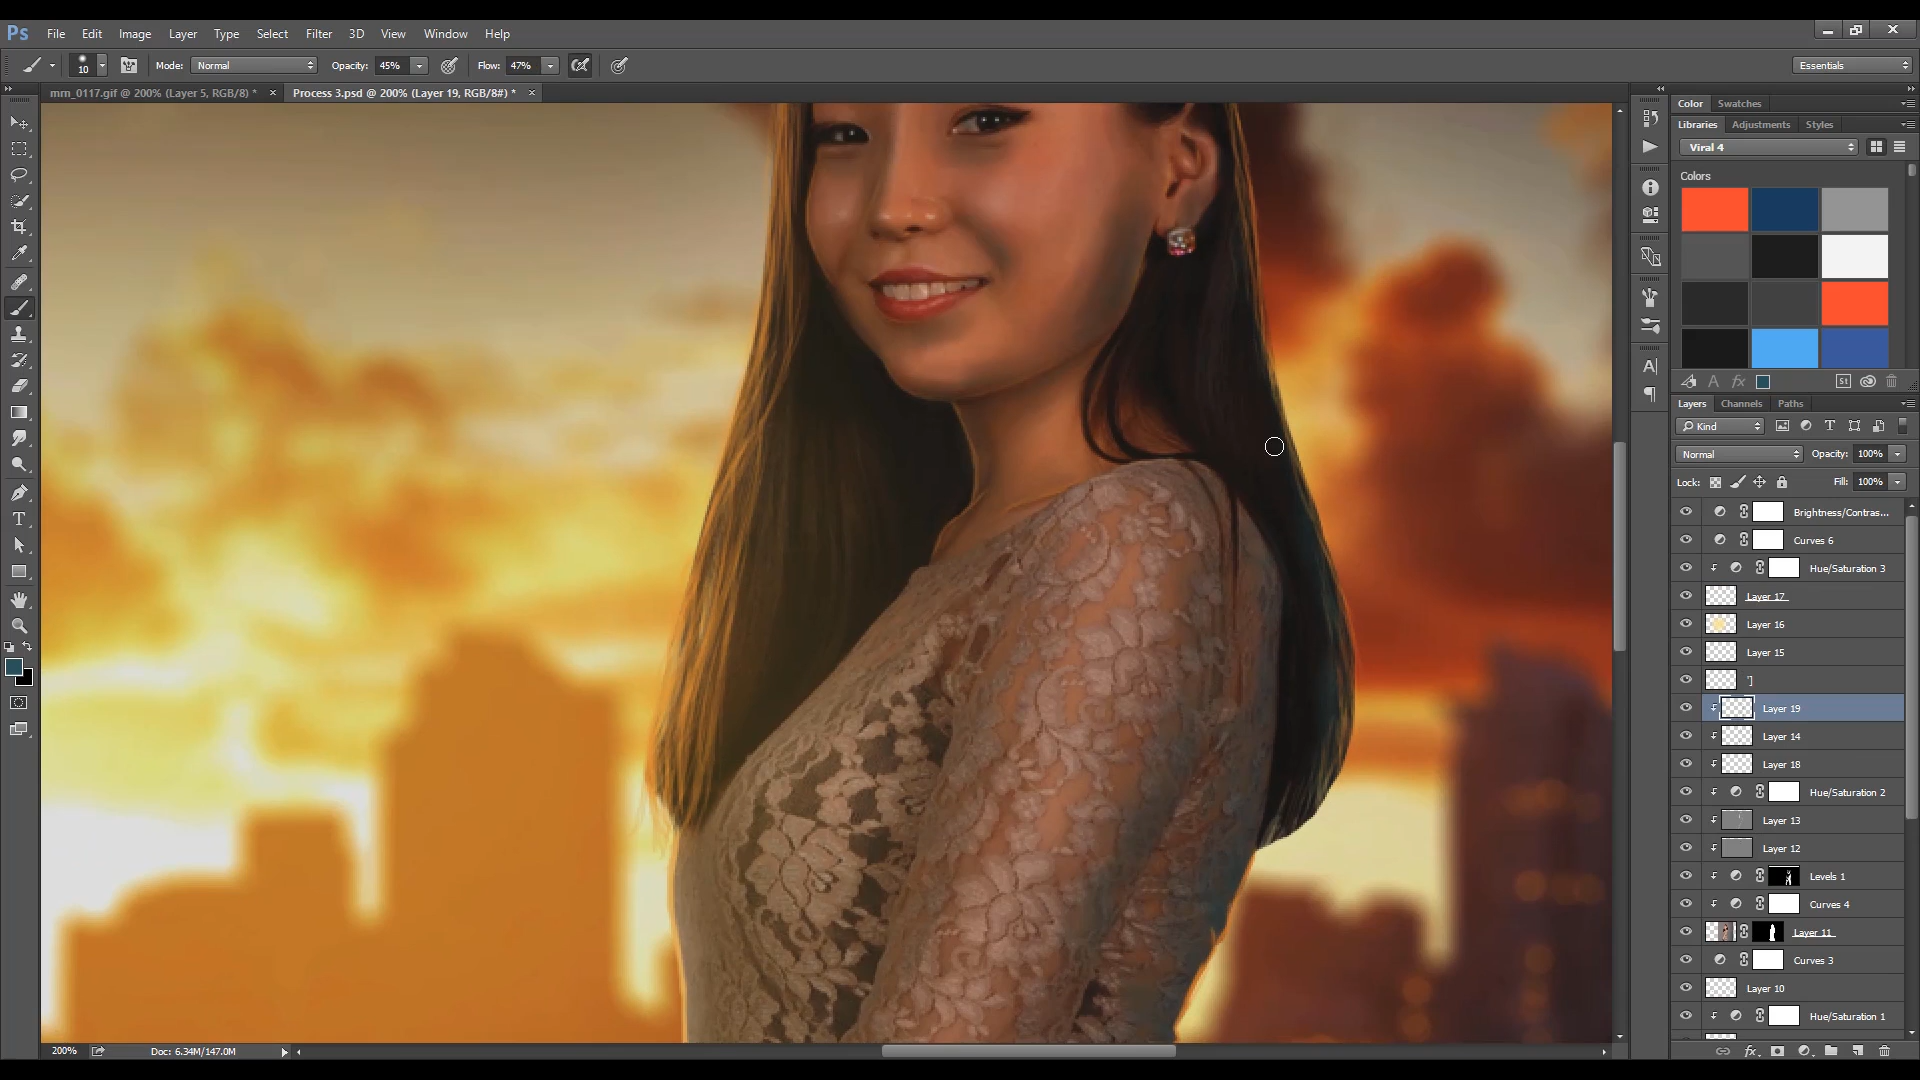 Ps File Edit Image Layer Type Select Filter 3D View Window Help
10 Mode: Normal Opacity: 45% Flow: 47% Essentials
mm_0117.gif @ 200% (Layer 5, RGB/8) * × Process 3.psd @ 200% (Layer 19, RGB/8#) * ×
Color Swatches
Libraries Adjustments Styles
Viral 4
Colors
A fx St
Layers Channels Paths
Kind
Normal Opacity: 100%
Lock: Fill: 100%
Brightness/Contras...
Curves 6
Hue/Saturation 3
Layer 17
Layer 16
Layer 15
']
Layer 19
Layer 14
Layer 18
Hue/Saturation 2
Layer 13
Layer 12
Levels 1
Curves 4
Layer 11
Curves 3
Layer 10
Hue/Saturation 1
200% Doc: 6.34M/147.0M
fx